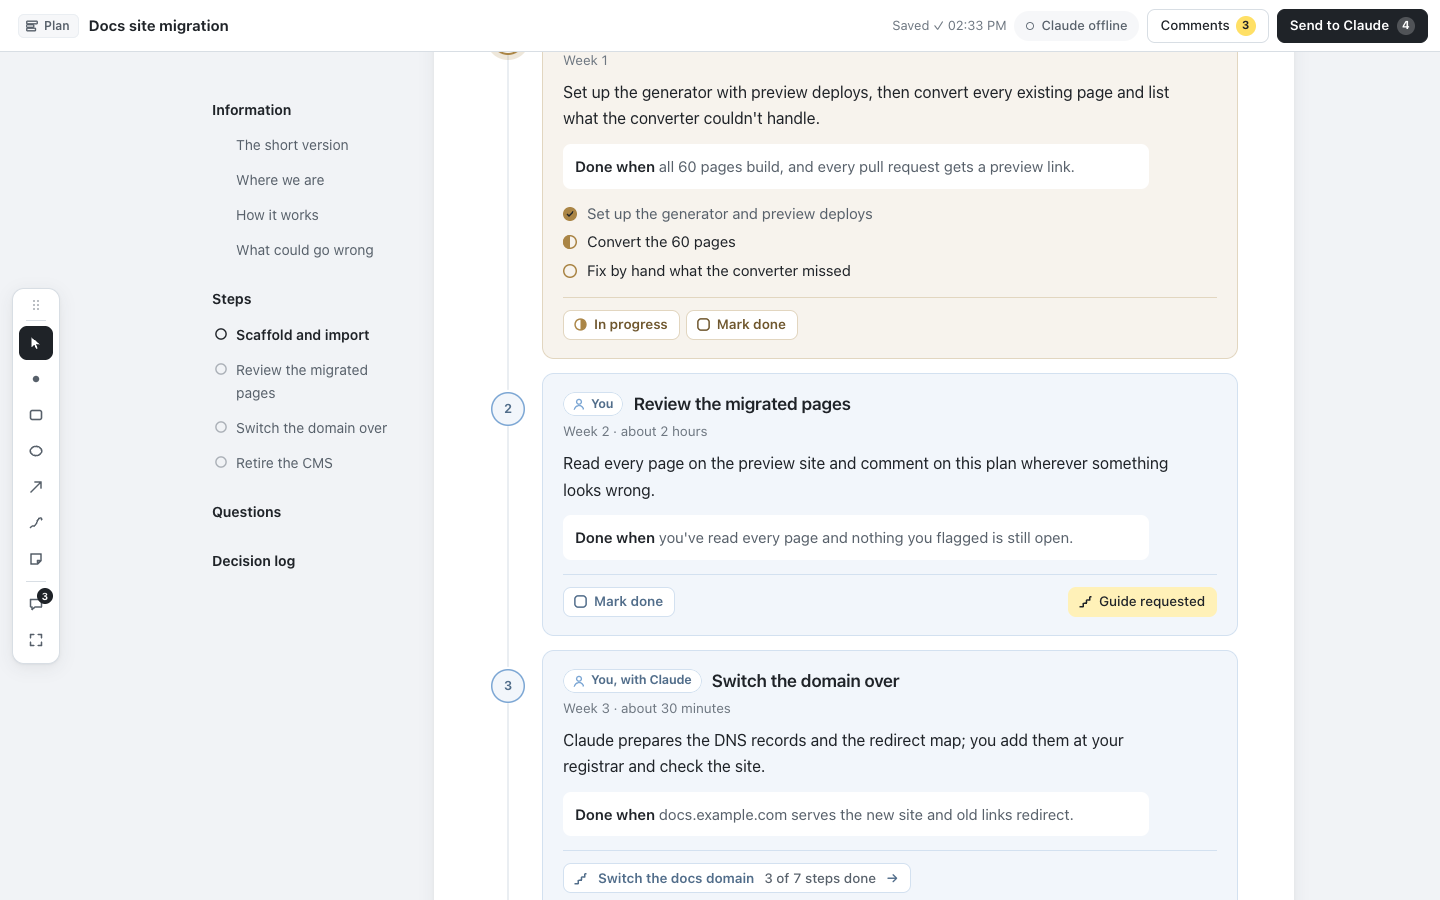 Plan
Docs site migration
Saved ✓ 02:33 PM
Claude offline
Comments 3
Send to Claude 4
Information
The short version
Where we are
How it works
What could go wrong
Steps
Scaffold and import
Review the migrated
pages
Switch the domain over
Retire the CMS
Questions
Decision log
3
Week 1
Set up the generator with preview deploys, then convert every existing page and list
what the converter couldn't handle.
Done when all 60 pages build, and every pull request gets a preview link.
Set up the generator and preview deploys
Convert the 60 pages
Fix by hand what the converter missed
In progress
Mark done
2
You
Review the migrated pages
Week 2 · about 2 hours
Read every page on the preview site and comment on this plan wherever something
looks wrong.
Done when you've read every page and nothing you flagged is still open.
Mark done
Guide requested
3
You, with Claude
Switch the domain over
Week 3 · about 30 minutes
Claude prepares the DNS records and the redirect map; you add them at your
registrar and check the site.
Done when docs.example.com serves the new site and old links redirect.
Switch the docs domain 3 of 7 steps done →